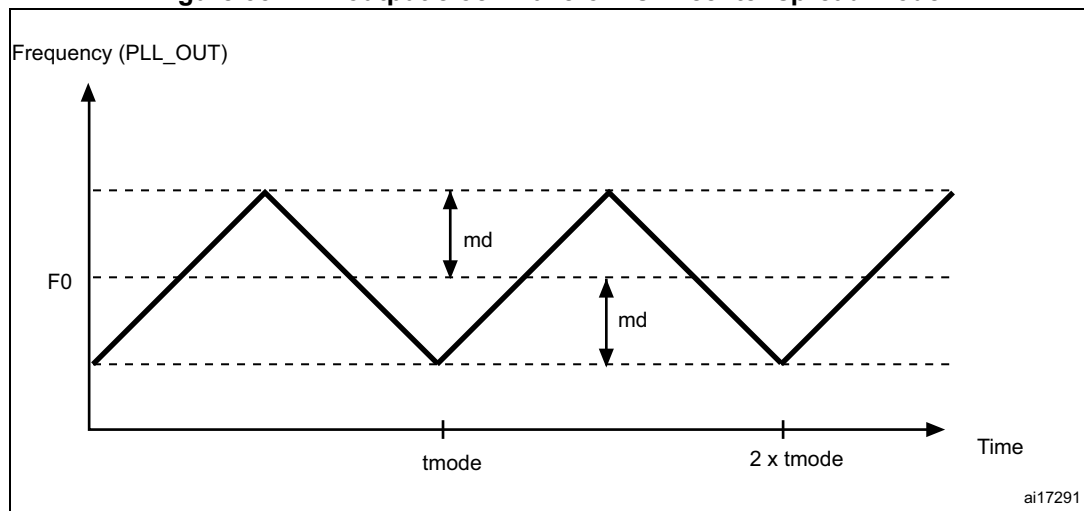 Frequency (PLL_OUT)
md
F0
md
tmode
2 x tmode
Time
ai17291